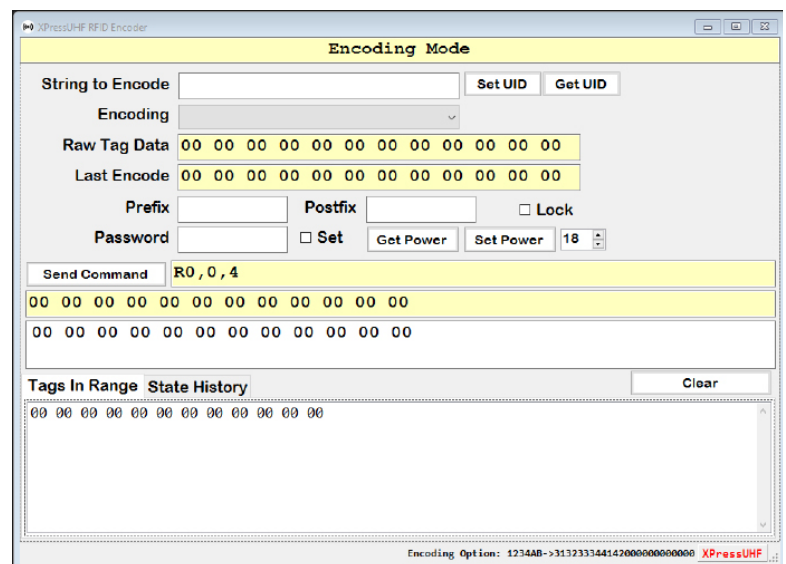 XPressUHF RFID Encoder
Encoding Mode
String to Encode Set UID Get UID
Encoding
Raw Tag Data 00 00 00 00 00 00 00 00 00 00 00 00
Last Encode 00 00 00 00 00 00 00 00 00 00 00 00
Prefix Postfix Lock
Password Set Get Power Set Power 18
Send Command R0,0,4
00 00 00 00 00 00 00 00 00 00 00 00
00 00 00 00 00 00 00 00 00 00 00 00
Tags In Range State History Clear
00 00 00 00 00 00 00 00 00 00 00 00
Encoding Option: 1234AB->313233344142000000000000 XPressUHF